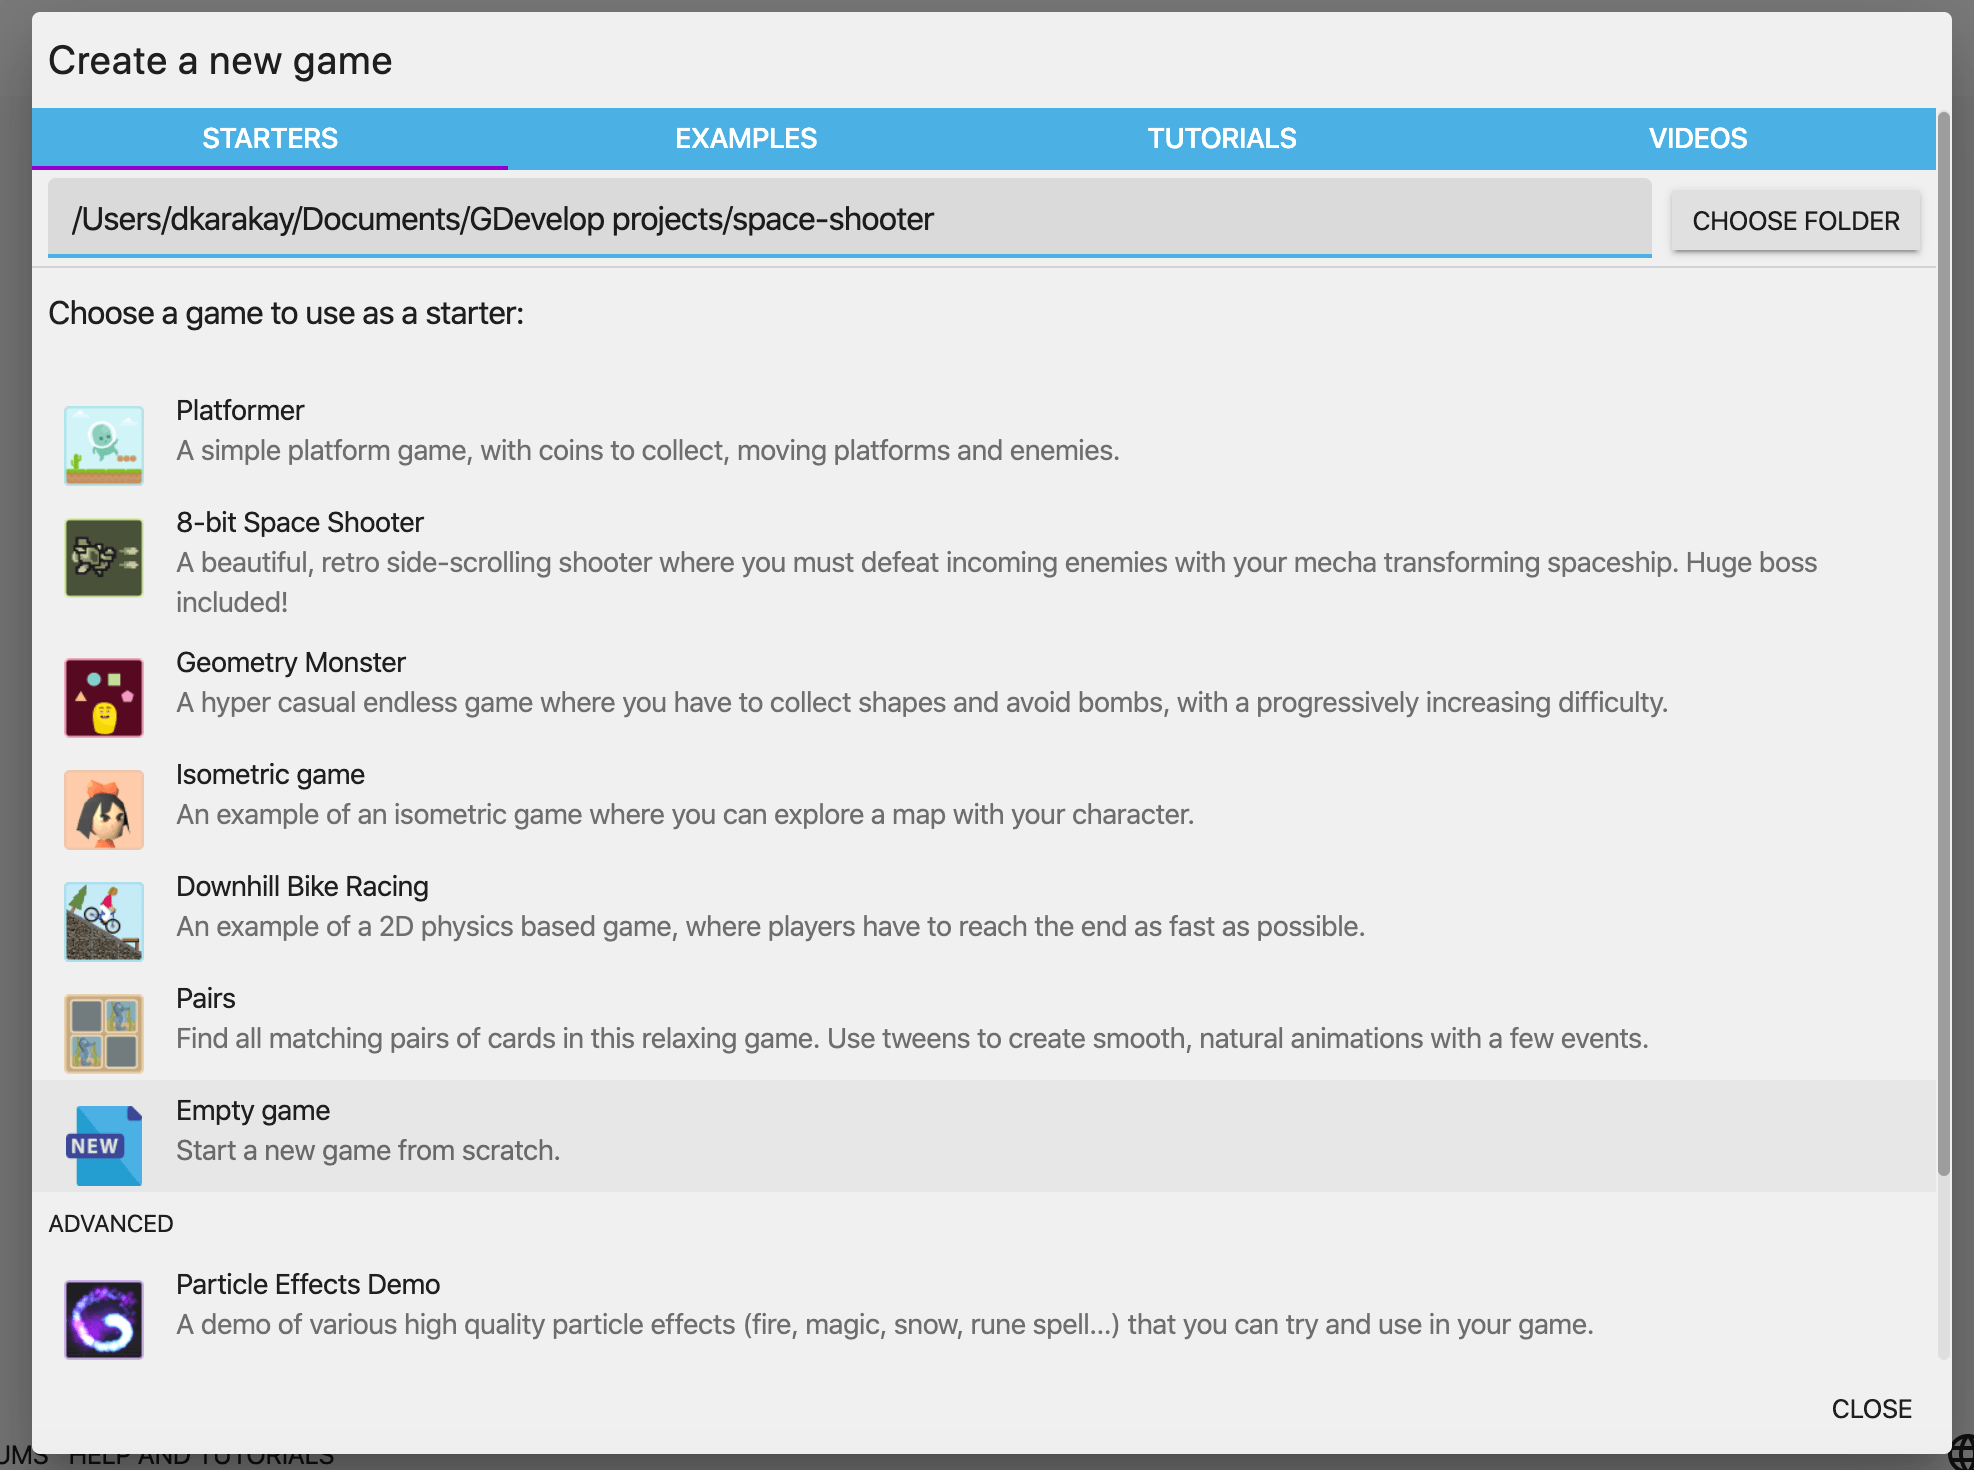 Create a new game
STARTERS
EXAMPLES
TUTORIALS
VIDEOS
/Users/dkarakay/Documents/GDevelop projects/space-shooter
CHOOSE FOLDER
Choose a game to use as a starter:
Platformer
A simple platform game, with coins to collect, moving platforms and enemies.
8-bit Space Shooter
A beautiful, retro side-scrolling shooter where you must defeat incoming enemies with your mecha transforming spaceship. Huge boss
included!
Geometry Monster
A hyper casual endless game where you have to collect shapes and avoid bombs, with a progressively increasing difficulty.
Isometric game
An example of an isometric game where you can explore a map with your character.
Downhill Bike Racing
An example of a 2D physics based game, where players have to reach the end as fast as possible.
Pairs
Find all matching pairs of cards in this relaxing game. Use tweens to create smooth, natural animations with a few events.
NEW
Empty game
Start a new game from scratch.
ADVANCED
Particle Effects Demo
A demo of various high quality particle effects (fire, magic, snow, rune spell...) that you can try and use in your game.
CLOSE
UMS HELP AND TUTORIALS